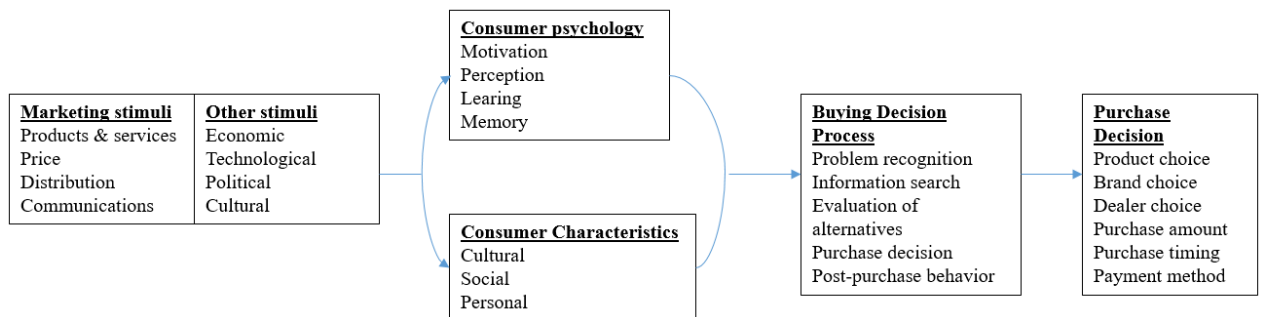 Marketing stimuli
Products & services
Price
Distribution
Communications
Other stimuli
Economic
Technological
Political
Cultural
Consumer psychology
Motivation
Perception
Learing
Memory
Consumer Characteristics
Cultural
Social
Personal
Buying Decision
Process
Problem recognition
Information search
Evaluation of
alternatives
Purchase decision
Post-purchase behavior
Purchase
Decision
Product choice
Brand choice
Dealer choice
Purchase amount
Purchase timing
Payment method